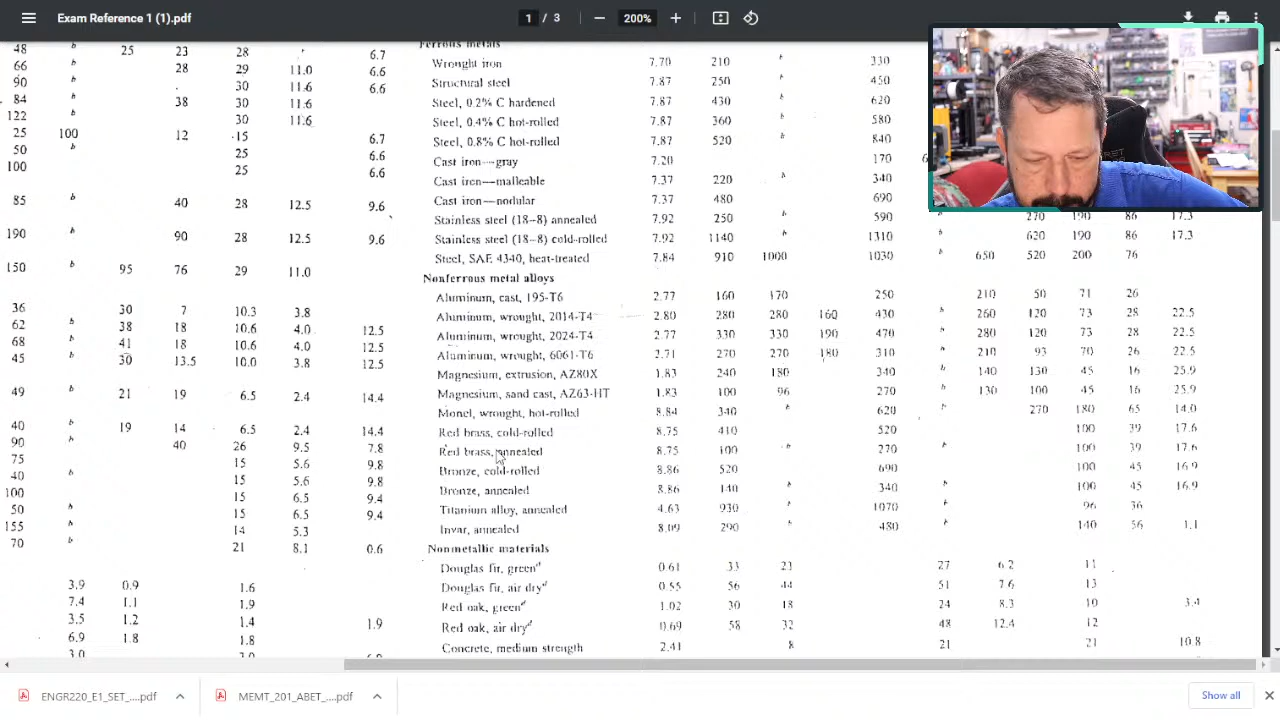 Exam Reference 1 (1).pdf
1 / 3
200%
48 b 25 23 28 6.7
66 b 28 29 11.0 6.6
90 b 30 11.6 6.6
84 b 38 30 11.6
122 b 30 11.6
25 100 12 15 6.7
50 b 25 6.6
100 25 6.6
85 b 40 28 12.5 9.6
190 b 90 28 12.5 9.6
150 b 95 76 29 11.0
36 30 7 10.3 3.8
62 b 38 18 10.6 4.0 12.5
68 b 41 18 10.6 4.0 12.5
45 b 30 13.5 10.0 3.8 12.5
49 b 21 19 6.5 2.4 14.4
40 b 19 14 6.5 2.4 14.4
90 b 40 26 9.5 7.8
75 15 5.6 9.8
40 b 15 5.6 9.8
100 15 6.5 9.4
100 b 15 6.5 9.4
155 b 14 5.3
70 b 21 8.1 0.6
3.9 0.9 1.6
7.4 1.1 1.9
3.5 1.2 1.4 1.9
6.9 1.8 1.8
3.0
Ferrous metals
Wrought iron 7.70 210 b 330
Structural steel 7.87 250 b 450
Steel, 0.2% C hardened 7.87 430 b 620
Steel, 0.4% C hot-rolled 7.87 360 b 580
Steel, 0.8% C hot-rolled 7.87 520 b 840
Cast iron—gray 7.20 170
Cast iron—malleable 7.37 220 b 340
Cast iron—nodular 7.37 480 690
Stainless steel (18–8) annealed 7.92 250 b 590 270 190 86 17.3
Stainless steel (18–8) cold-rolled 7.92 1140 b 1310 b 620 190 86 17.3
Steel, SAE 4340, heat-treated 7.84 910 1000 1030 b 650 520 200 76
Nonferrous metal alloys
Aluminum, cast, 195-T6 2.77 160 170 250 210 50 71 26
Aluminum, wrought, 2014-T4 2.80 280 280 160 430 260 120 73 28 22.5
Aluminum, wrought, 2024-T4 2.77 330 330 190 470 280 120 73 28 22.5
Aluminum, wrought, 6061-T6 2.71 270 270 180 310 210 93 70 26 22.5
Magnesium, extrusion, AZ80X 1.83 240 180 340 b 140 130 45 16 25.9
Magnesium, sand cast, AZ63-HT 1.83 100 96 270 b 130 100 45 16 25.9
Monel, wrought, hot-rolled 8.84 340 b 620 b 270 180 65 14.0
Red brass, cold-rolled 8.75 410 520 100 39 17.6
Red brass, annealed 8.75 100 b 270 b 100 39 17.6
Bronze, cold-rolled 8.86 520 690 100 45 16.9
Bronze, annealed 8.86 140 b 340 b 100 45 16.9
Titanium alloy, annealed 4.63 930 b 1070 b 96 36
Invar, annealed 8.09 290 b 480 b 140 56 1.1
Nonmetallic materials
Douglas fir, green d 0.61 33 23 27 6.2 11
Douglas fir, air dry d 0.55 56 44 51 7.6 13
Red oak, green d 1.02 30 18 24 8.3 10 3.4
Red oak, air dry d 0.69 58 32 48 12.4 12
Concrete, medium strength 2.41 8 21 21 10.8
ENGR220_E1_SET_....pdf
MEMT_201_ABET_....pdf
Show all